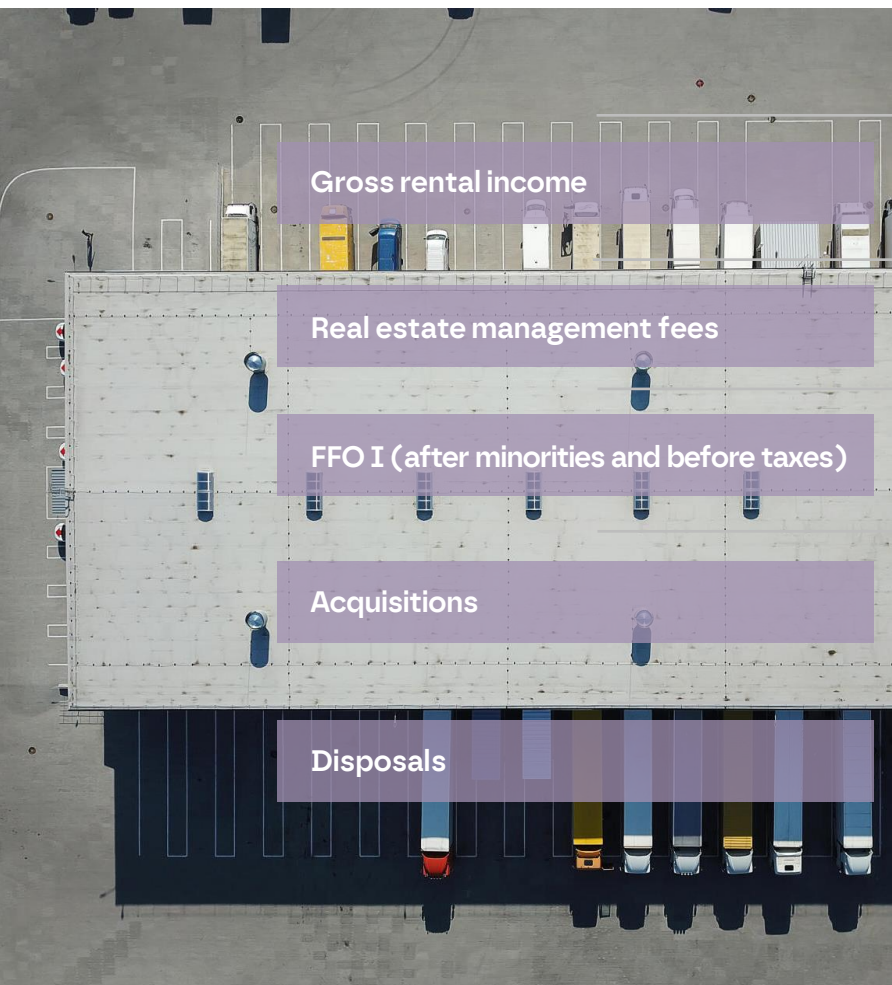 Gross rental income
Real estate management fees
FFO I (after minorities and before taxes)
Acquisitions
Disposals